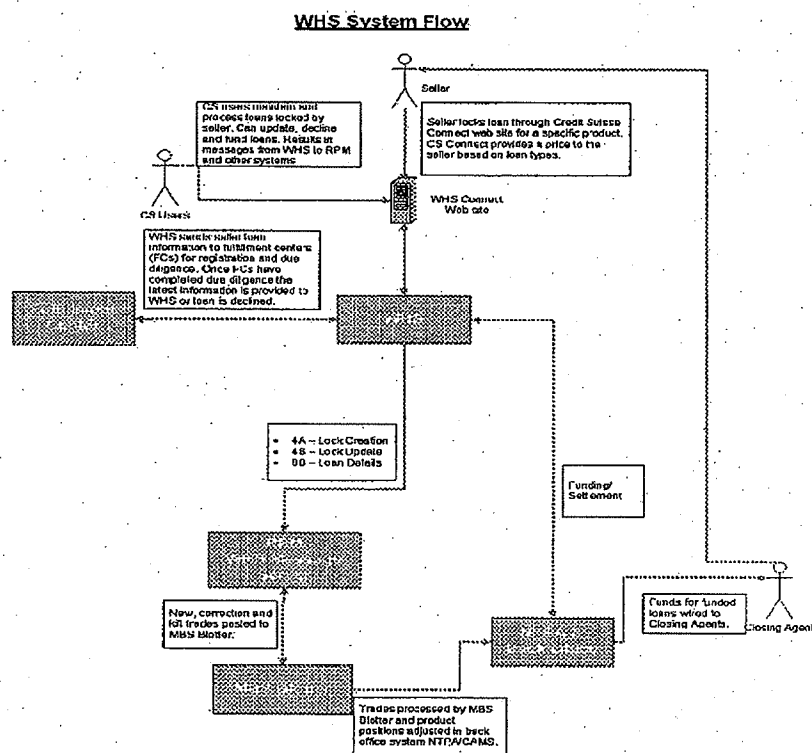 WHS System Flow
Seller
CS users maintain and
process loans locked by
seller. Can update, decline
and fund loans. Results in
messages from WHS to RPM
and other systems
Seller locks loan through Credit Suisse
Connect web site for a specific product.
CS Connect provides a price to the
seller based on loan types.
CS Users
WHS Connect
Web site
WHS sends seller loan
information to fulfillment centers
(FCs) for registration and due
diligence. Once FCs have
completed due diligence the
latest information is provided to
WHS or loan is declined.
WHS
• 4A – Lock Creation
• 4B – Lock Update
– Loan Details
Funding/
Settlement
New, correction and
kill trades posted to
MBS Blotter.
Funds for funded
loans wired to
Closing Agents.
Closing Agent
Trades processed by MBS
Blotter and product
positions adjusted in back
office system NTPA/CAMS.